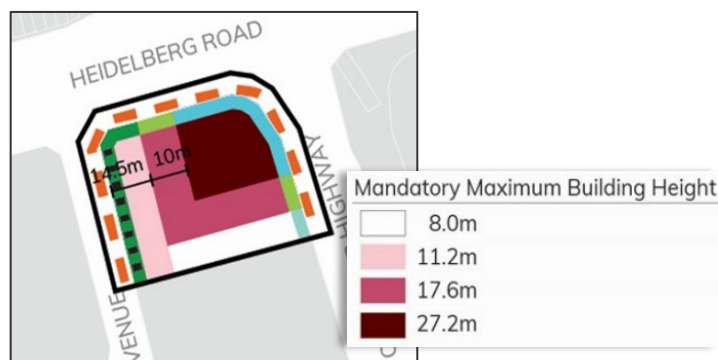 HEIDELBERG ROAD
14.5m 10m
HIGHWAY
VENUE
Mandatory Maximum Building Height
8.0m
11.2m
17.6m
27.2m